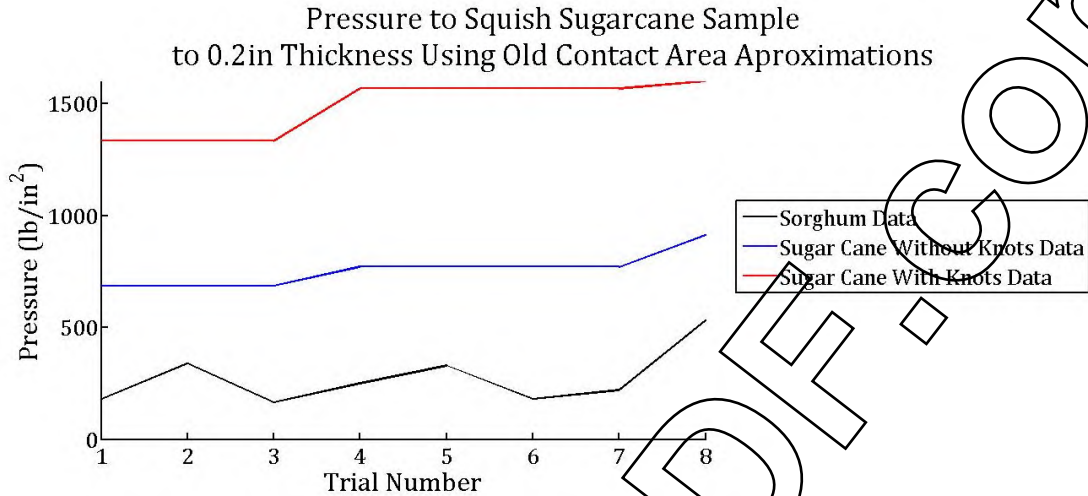 Pressure to Squish Sugarcane Sample
to 0.2in Thickness Using Old Contact Area Aproximations
Pressure (lb/in²)
1500
1000
500
0
1 2 3 4 5 6 7 8
Trial Number
Sorghum Data
Sugar Cane Without Knots Data
Sugar Cane With Knots Data